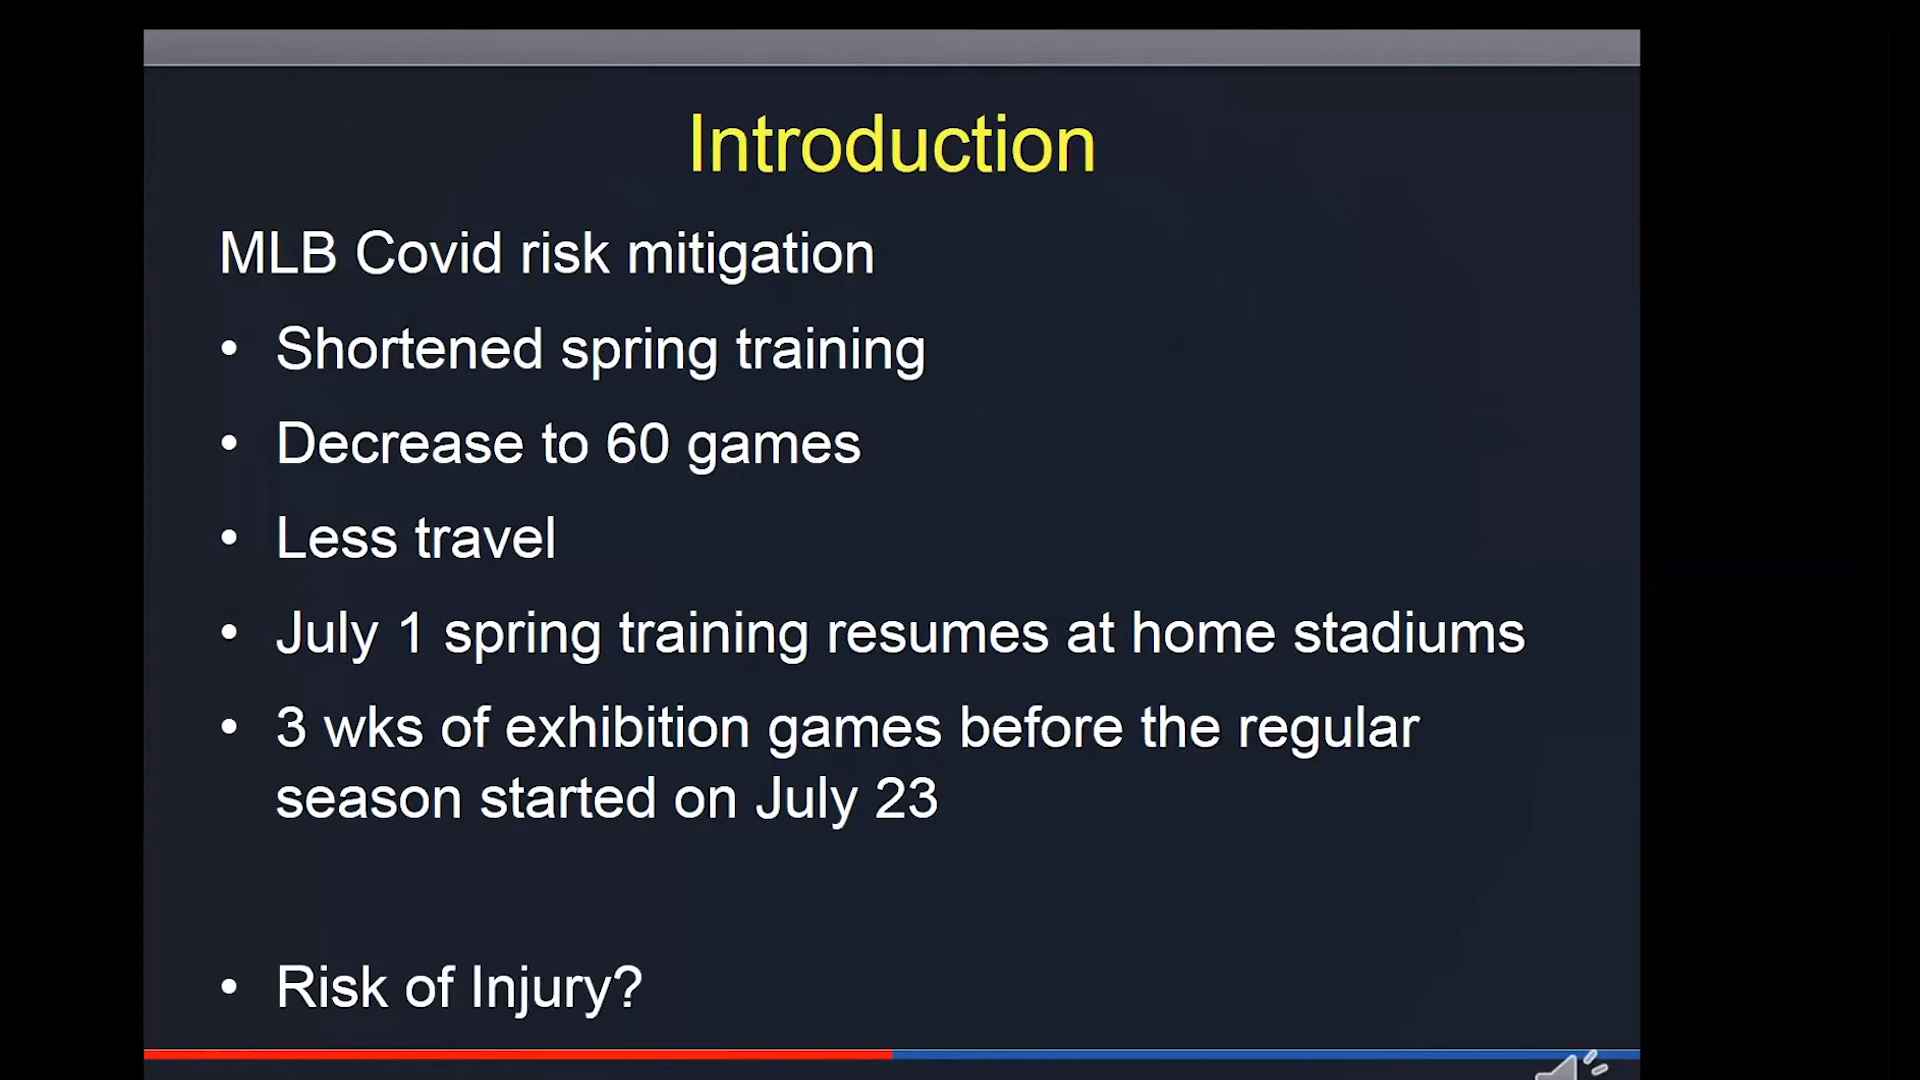 Introduction
MLB Covid risk mitigation
• Shortened spring training
• Decrease to 60 games
• Less travel
• July 1 spring training resumes at home stadiums
• 3 wks of exhibition games before the regular
season started on July 23
• Risk of Injury?